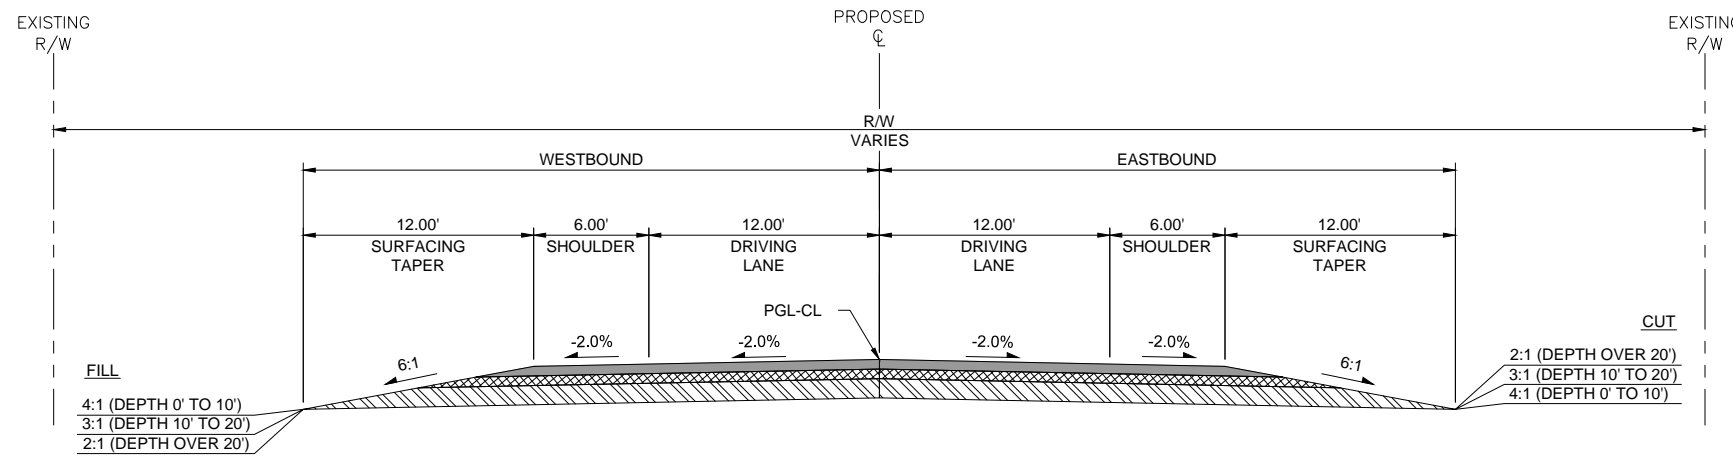 EXISTING
R/W
PROPOSED
℄
EXISTING
R/W
R/W
VARIES
WESTBOUND
EASTBOUND
12.00'
SURFACING
TAPER
6.00'
SHOULDER
12.00'
DRIVING
LANE
12.00'
DRIVING
LANE
6.00'
SHOULDER
12.00'
SURFACING
TAPER
PGL-CL
-2.0%
-2.0%
-2.0%
-2.0%
6:1
6:1
FILL
4:1 (DEPTH 0' TO 10')
3:1 (DEPTH 10' TO 20')
2:1 (DEPTH OVER 20')
CUT
2:1 (DEPTH OVER 20')
3:1 (DEPTH 10' TO 20')
4:1 (DEPTH 0' TO 10')